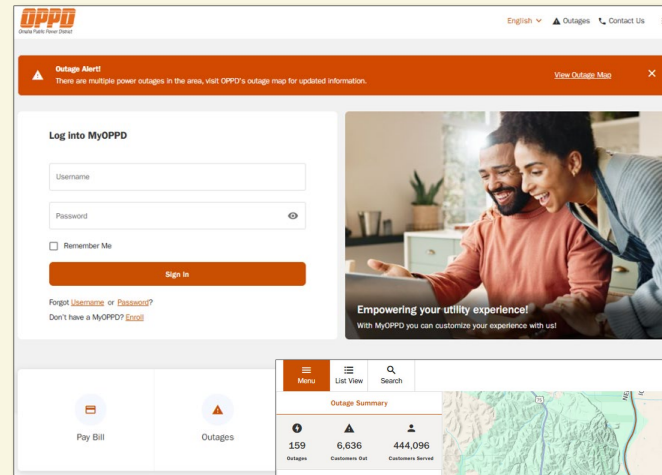 OPPD
Omaha Public Power District
English
Outages
Contact Us
Outage Alert!
There are multiple power outages in the area, visit OPPD's outage map for updated information.
View Outage Map
Log into MyOPPD
Username
Password
Remember Me
Sign In
Forgot Username or Password?
Don't have a MyOPPD? Enroll
Empowering your utility experience!
With MyOPPD you can customize your experience with us!
Pay Bill
Outages
Menu
List View
Search
Outage Summary
159
6,636
444,096
Outages
Customers Out
Customers Served
75